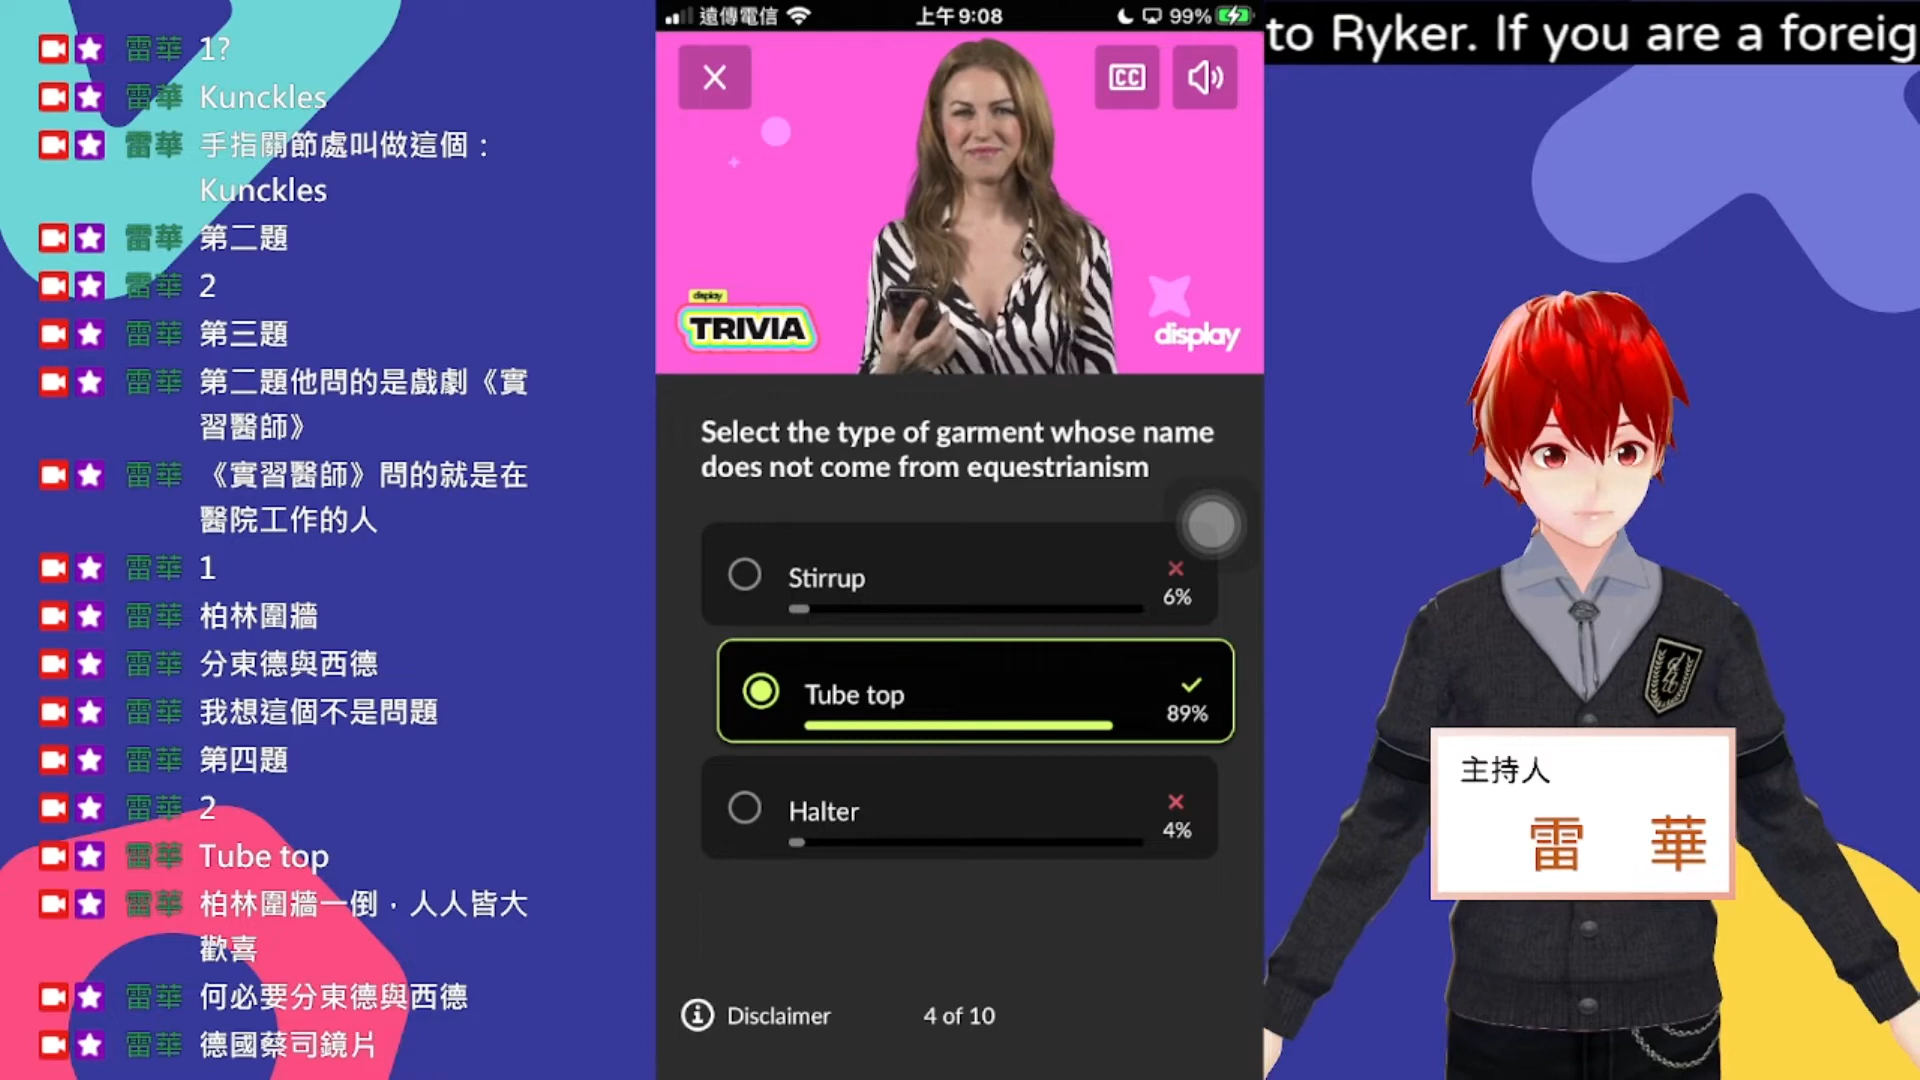 雷華 1?
雷華 Kunckles
雷華 手指關節處叫做這個：
Kunckles
雷華 第二題
雷華 2
雷華 第三題
雷華 第二題他問的是戲劇《實
習醫師》
雷華 《實習醫師》問的就是在
醫院工作的人
雷華 1
雷華 柏林圍牆
雷華 分東德與西德
雷華 我想這個不是問題
雷華 第四題
雷華 2
雷華 Tube top
雷華 柏林圍牆一倒，人人皆大
歡喜
雷華 何必要分東德與西德
雷華 德國蔡司鏡片
遠傳電信 上午9:08 99%
CC
display
TRIVIA
display
Select the type of garment whose name
does not come from equestrianism
Stirrup
6%
Tube top
89%
Halter
4%
Disclaimer 4 of 10
to Ryker. If you are a foreig
主持人
雷 華